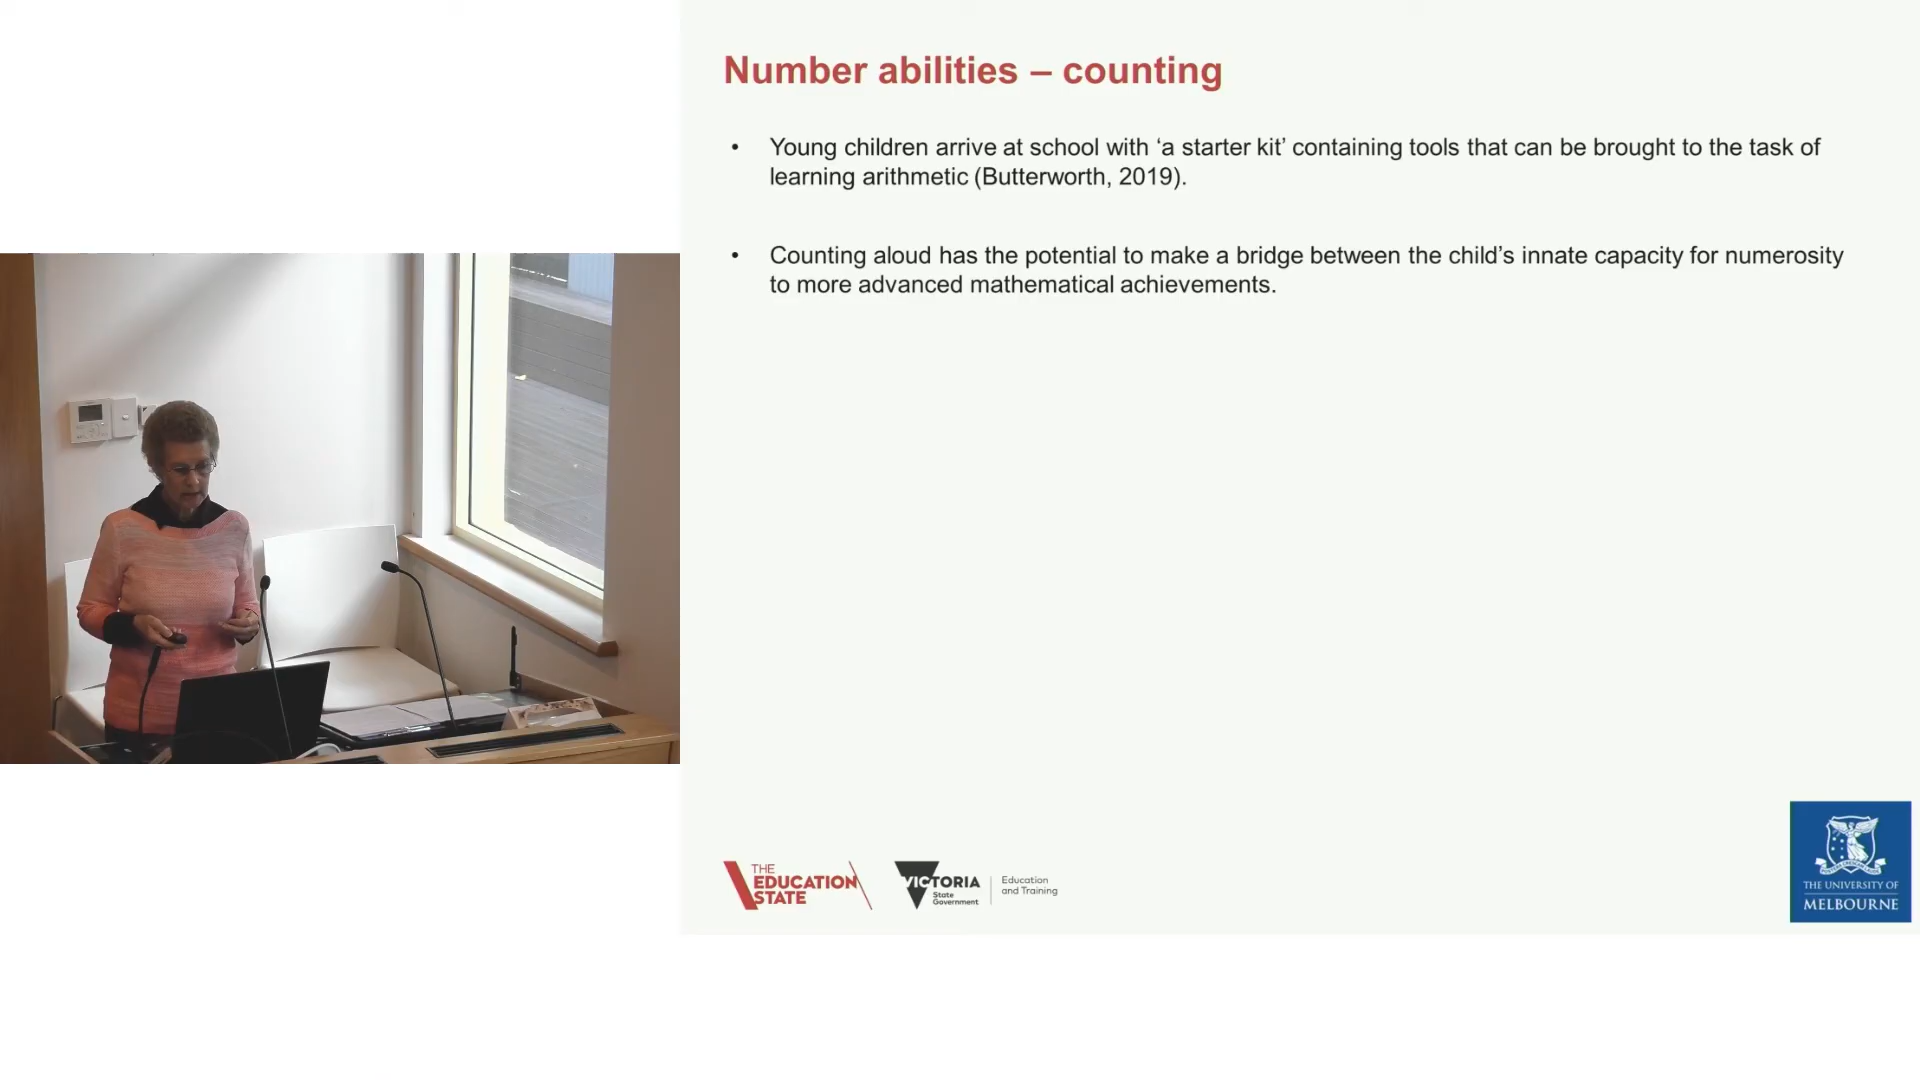 Number abilities – counting
• Young children arrive at school with ‘a starter kit’ containing tools that can be brought to the task of
learning arithmetic (Butterworth, 2019).
• Counting aloud has the potential to make a bridge between the child’s innate capacity for numerosity
to more advanced mathematical achievements.
THE
EDUCATION
STATE
VICTORIA
State
Government
Education
and Training
THE UNIVERSITY OF
MELBOURNE